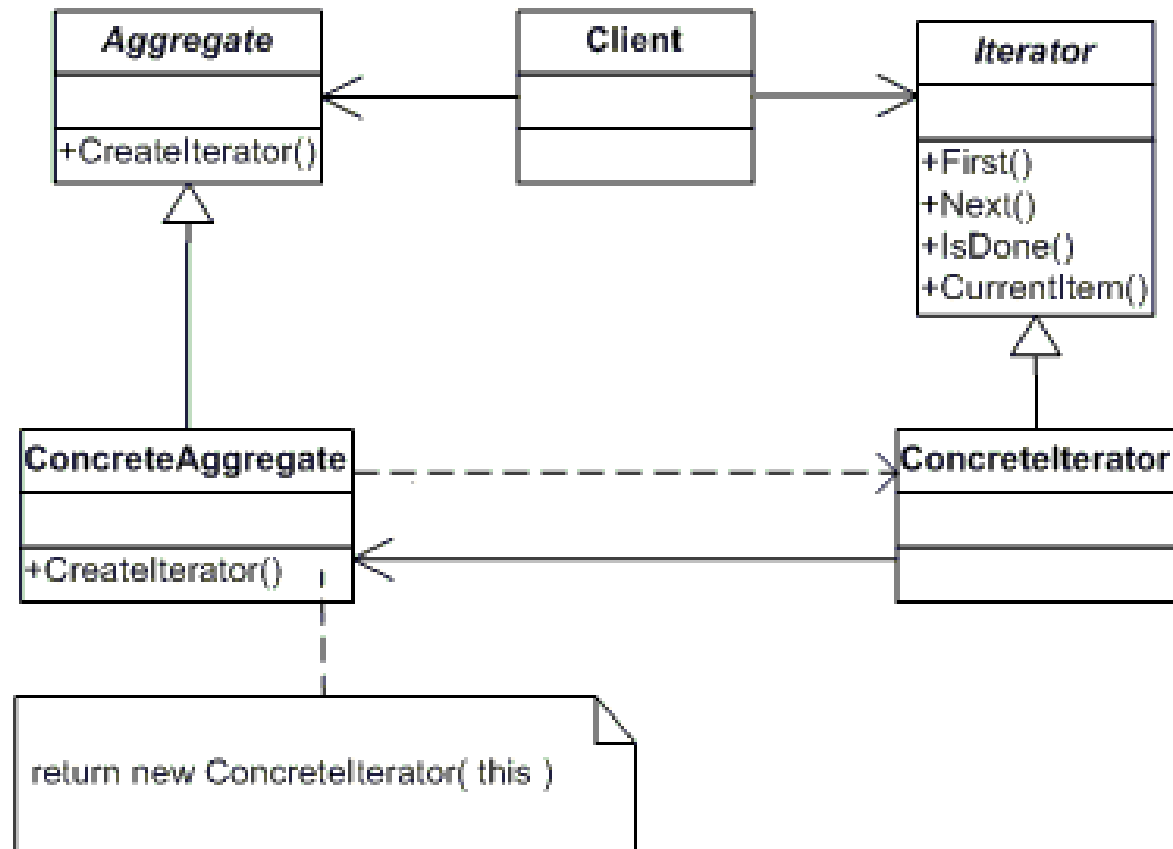 Aggregate
+CreateIterator()
Client
Iterator
+First()
+Next()
+IsDone()
+CurrentItem()
ConcreteAggregate
+CreateIterator()
ConcreteIterator
return new ConcreteIterator( this )